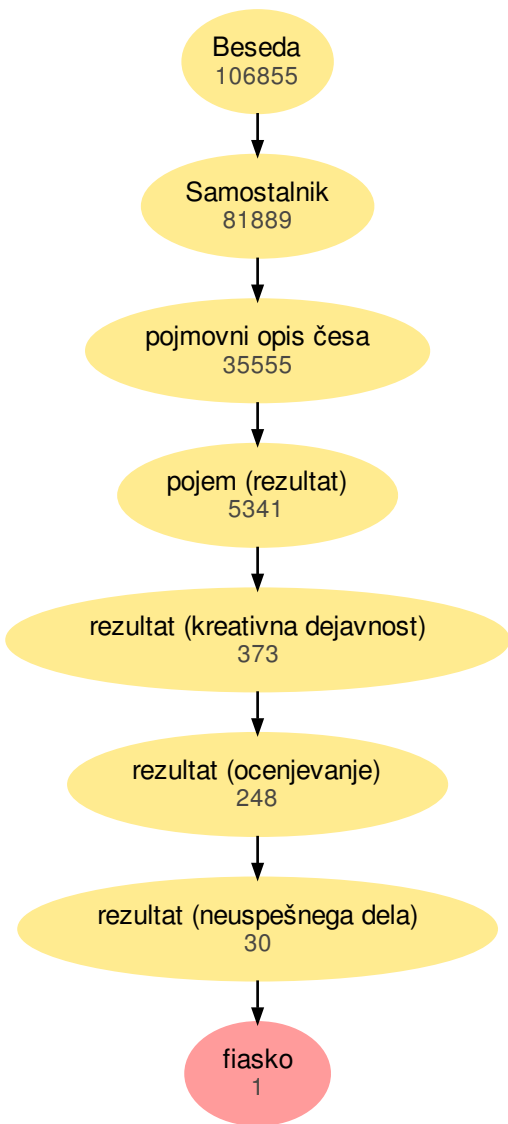 Beseda
106855
Samostalnik
81889
pojmovni opis česa
35555
pojem (rezultat)
5341
rezultat (kreativna dejavnost)
373
rezultat (ocenjevanje)
248
rezultat (neuspešnega dela)
30
fiasko
1